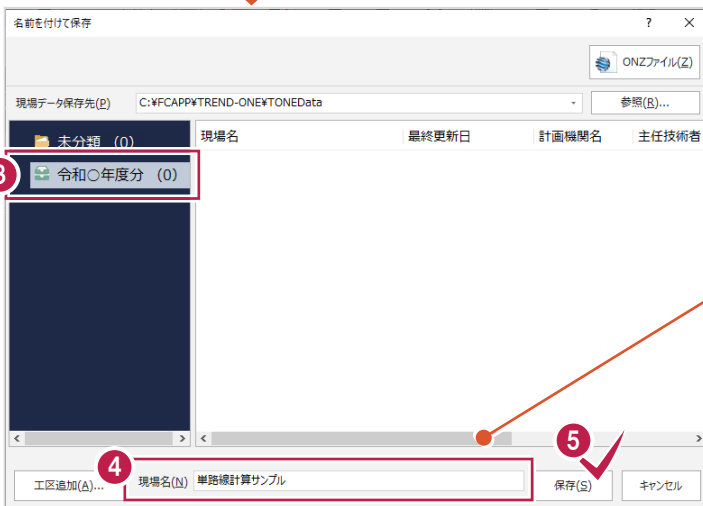 名前を付けて保存 ? ×
ONZファイル(Z)
現場データ保存先(P) C:¥FCAPP¥TREND-ONE¥TONEData 参照(R)...
未分類 (0) 現場名 最終更新日 計画機関名 主任技術者
3 令和○年度分 (0)
4 5
工区追加(A)... 現場名(N) 単路線計算サンプル 保存(S) キャンセル